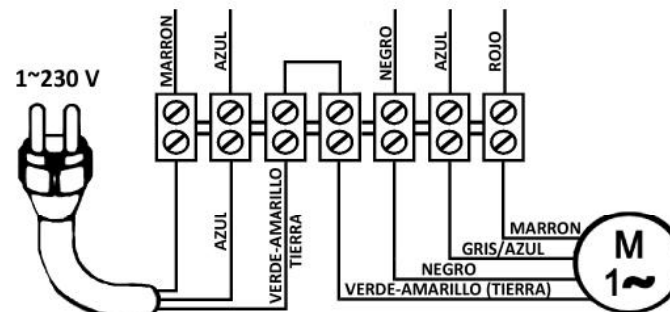 MARRON
AZUL
NEGRO
AZUL
ROJO
1~230 V
AZUL
VERDE-AMARILLO
TIERRA
MARRON
GRIS/AZUL
NEGRO
VERDE-AMARILLO (TIERRA)
M
1~